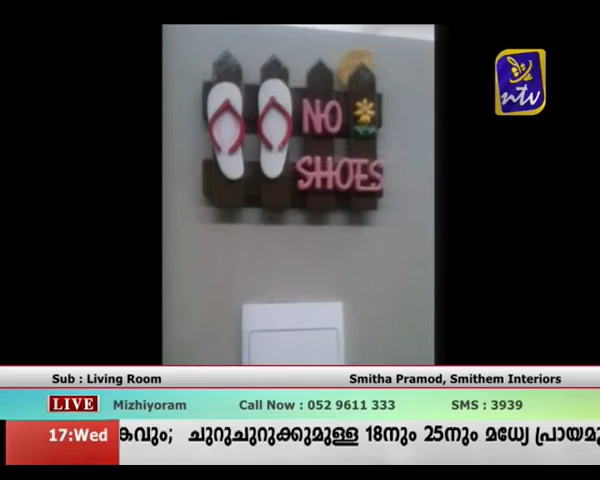 NO
SHOES
ntv
Sub : Living Room
Smitha Pramod, Smithem Interiors
LIVE
Mizhiyoram
Call Now : 052 9611 333
SMS : 3939
17:Wed
കവും; ചുറുചുറുക്കുമുള്ള 18നും 25നും മധ്യേ പ്രായമു